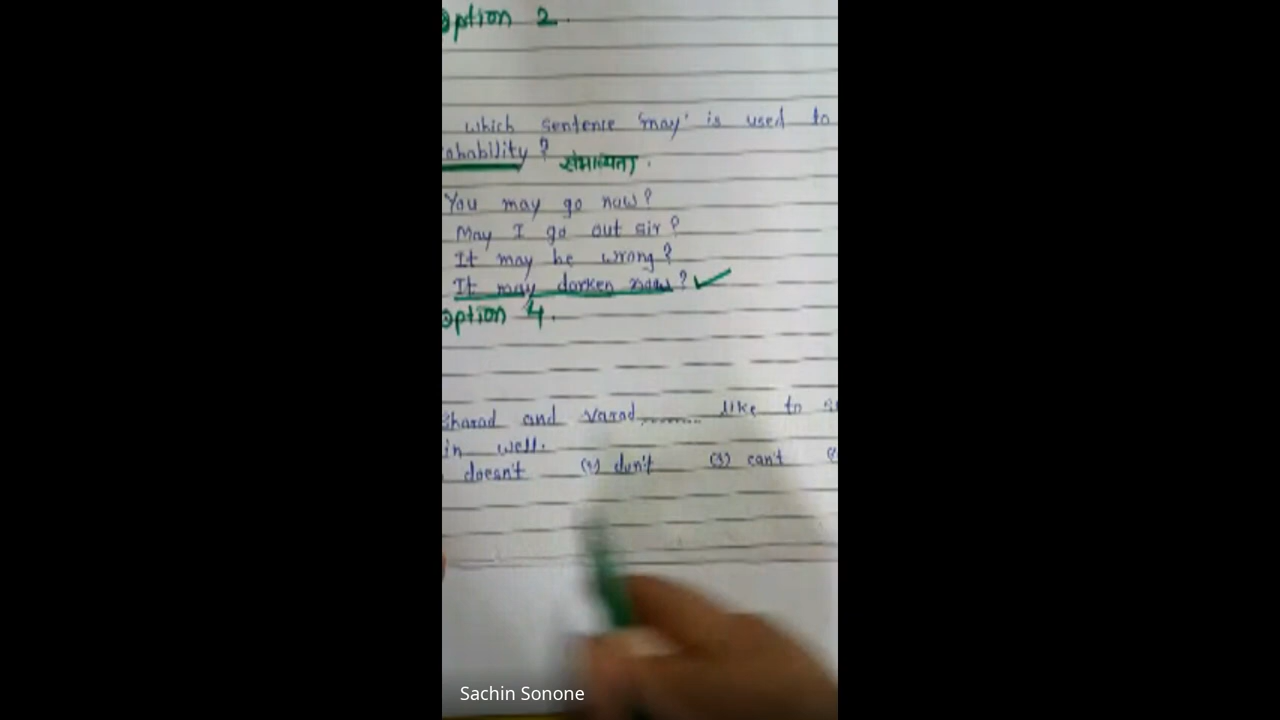 Option 2.
which sentence 'may' is used to
obability? संभाव्यता.
You may go now?
May I go out sir?
It may be wrong?
It may darken now? ✓
Option 4.
Sharad and Varad........ like to
in well.
doesn't (2) don't (3) can't
Sachin Sonone